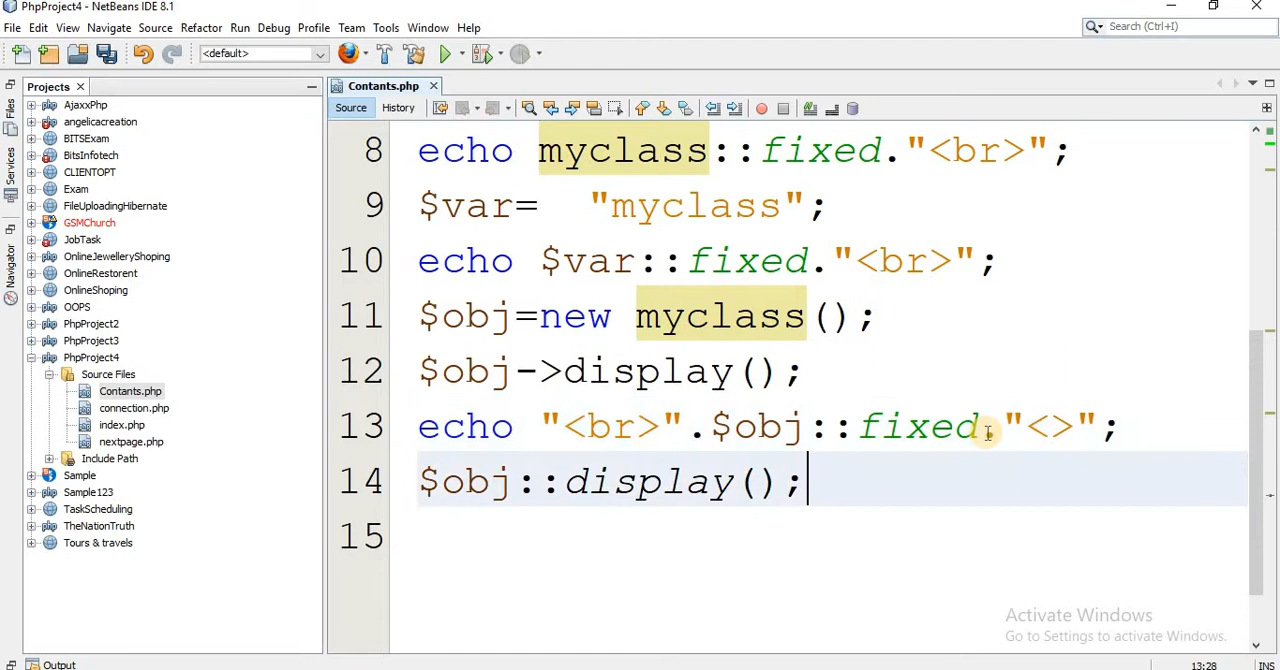 PhpProject4 - NetBeans IDE 8.1
File Edit View Navigate Source Refactor Run Debug Profile Team Tools Window Help
Search (Ctrl+I)
<default>
Projects
Contants.php
Source History
Files
Services
Navigator
AjaxxPhp
angelicacreation
BITSExam
BitsInfotech
CLIENTOPT
Exam
FileUploadingHibernate
GSMChurch
JobTask
OnlineJewelleryShoping
OnlineRestorent
OnlineShoping
OOPS
PhpProject2
PhpProject3
PhpProject4
Source Files
Contants.php
connection.php
index.php
nextpage.php
Include Path
Sample
Sample123
TaskScheduling
TheNationTruth
Tours & travels
8 echo myclass::fixed."<br>";
9 $var= "myclass";
10 echo $var::fixed."<br>";
11 $obj=new myclass();
12 $obj->display();
13 echo "<br>".$obj::fixed."<>";
14 $obj::display();
15
Activate Windows
Go to Settings to activate Windows.
Output
13:28 INS